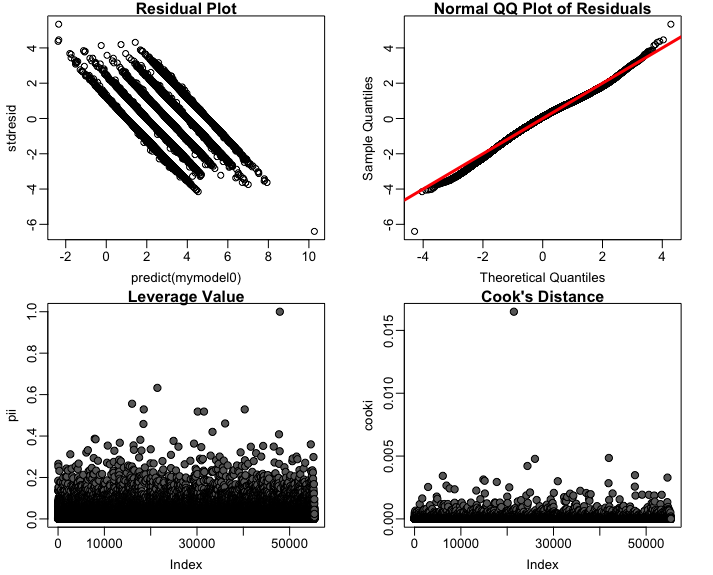 Residual Plot
stdresid
4
2
0
-2
-4
-6
-2 0 2 4 6 8 10
predict(mymodel0)
Normal QQ Plot of Residuals
Sample Quantiles
4
2
0
-2
-4
-6
-4 -2 0 2 4
Theoretical Quantiles
Leverage Value
pii
1.0
0.8
0.6
0.4
0.2
0.0
0 10000 30000 50000
Index
Cook's Distance
cooki
0.015
0.010
0.005
0.000
0 10000 30000 50000
Index